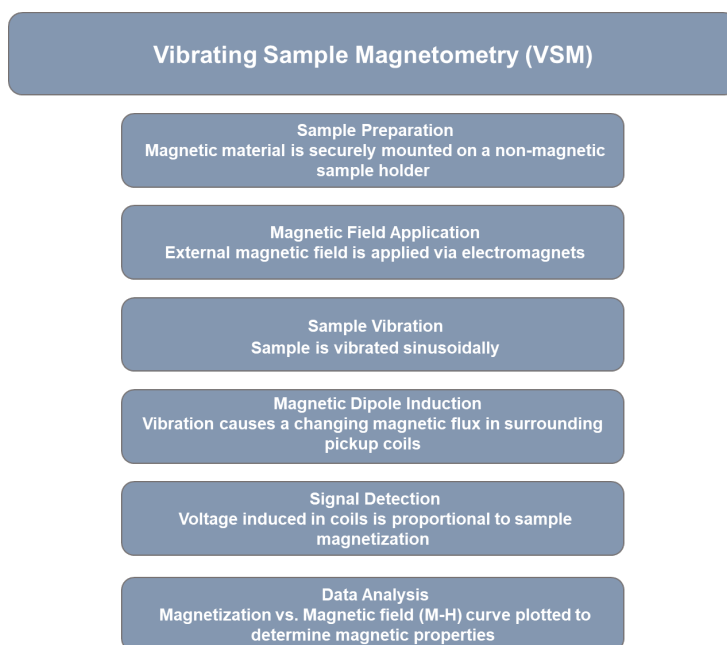 Vibrating Sample Magnetometry (VSM)
Sample Preparation
Magnetic material is securely mounted on a non-magnetic
sample holder
Magnetic Field Application
External magnetic field is applied via electromagnets
Sample Vibration
Sample is vibrated sinusoidally
Magnetic Dipole Induction
Vibration causes a changing magnetic flux in surrounding
pickup coils
Signal Detection
Voltage induced in coils is proportional to sample
magnetization
Data Analysis
Magnetization vs. Magnetic field (M-H) curve plotted to
determine magnetic properties